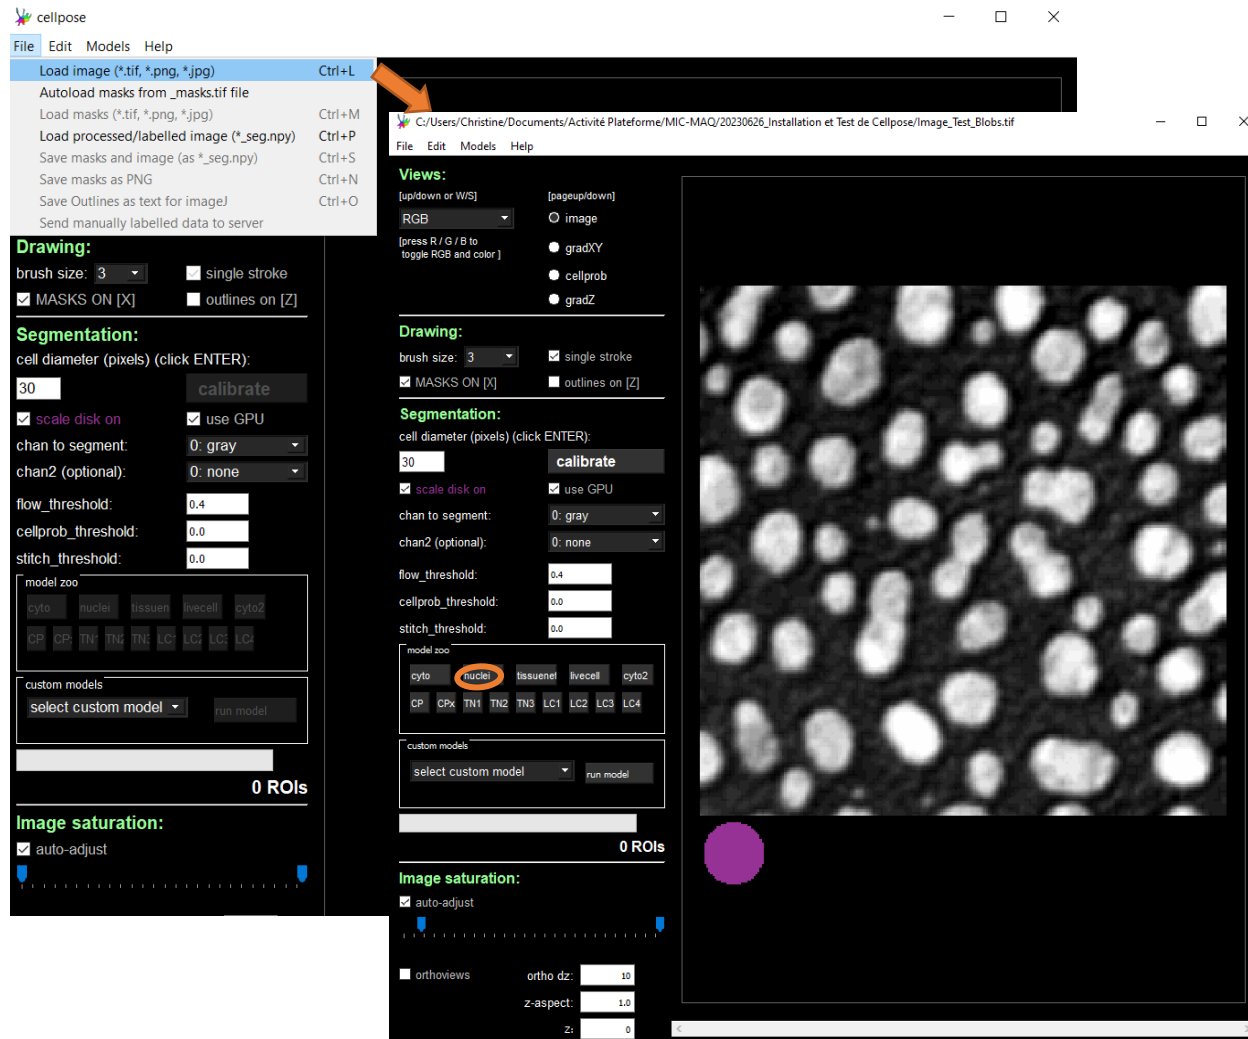 cellpose
File Edit Models Help
Load image (*.tif, *.png, *.jpg) Ctrl+L
Autoload masks from _masks.tif file
Load masks (*.tif, *.png, *.jpg) Ctrl+M
Load processed/labelled image (*_seg.npy) Ctrl+P
Save masks and image (as *_seg.npy) Ctrl+S
Save masks as PNG Ctrl+N
Save Outlines as text for imageJ Ctrl+O
Send manually labelled data to server
Drawing:
brush size: 3 single stroke
MASKS ON [X] outlines on [Z]
Segmentation:
cell diameter (pixels) (click ENTER):
30 calibrate
scale disk on use GPU
chan to segment: 0: gray
chan2 (optional): 0: none
flow_threshold: 0.4
cellprob_threshold: 0.0
stitch_threshold: 0.0
model zoo
cyto nuclei tissuen livecell cyto2
CP CP: TN1 TN2 TN3 LC1 LC2 LC3 LC4
custom models
select custom model run model
0 ROIs
Image saturation:
auto-adjust
C:/Users/Christine/Documents/Activité Plateforme/MIC-MAQ/20230626_Installation et Test de Cellpose/Image_Test_Blobs.tif
File Edit Models Help
Views:
[up/down or W/S] [pageup/down]
RGB image
[press R / G / B to
toggle RGB and color ]
gradXY
cellprob
gradZ
Drawing:
brush size: 3 single stroke
MASKS ON [X] outlines on [Z]
Segmentation:
cell diameter (pixels) (click ENTER):
30 calibrate
scale disk on use GPU
chan to segment: 0: gray
chan2 (optional): 0: none
flow_threshold: 0.4
cellprob_threshold: 0.0
stitch_threshold: 0.0
model zoo
cyto nuclei tissuenet livecell cyto2
CP CPx TN1 TN2 TN3 LC1 LC2 LC3 LC4
custom models
select custom model run model
0 ROIs
Image saturation:
auto-adjust
orthoviews ortho dz: 10
z-aspect: 1.0
Z: 0